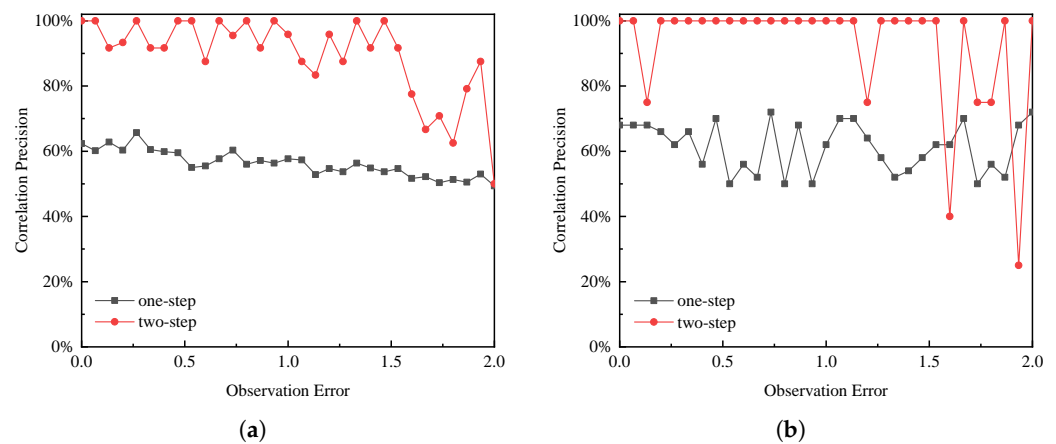 100%
80%
60%
40%
20%
0%
Correlation Precision
one-step
two-step
0.0 0.5 1.0 1.5 2.0
Observation Error
(a)
100%
80%
60%
40%
20%
0%
Correlation Precision
one-step
two-step
0.0 0.5 1.0 1.5 2.0
Observation Error
(b)